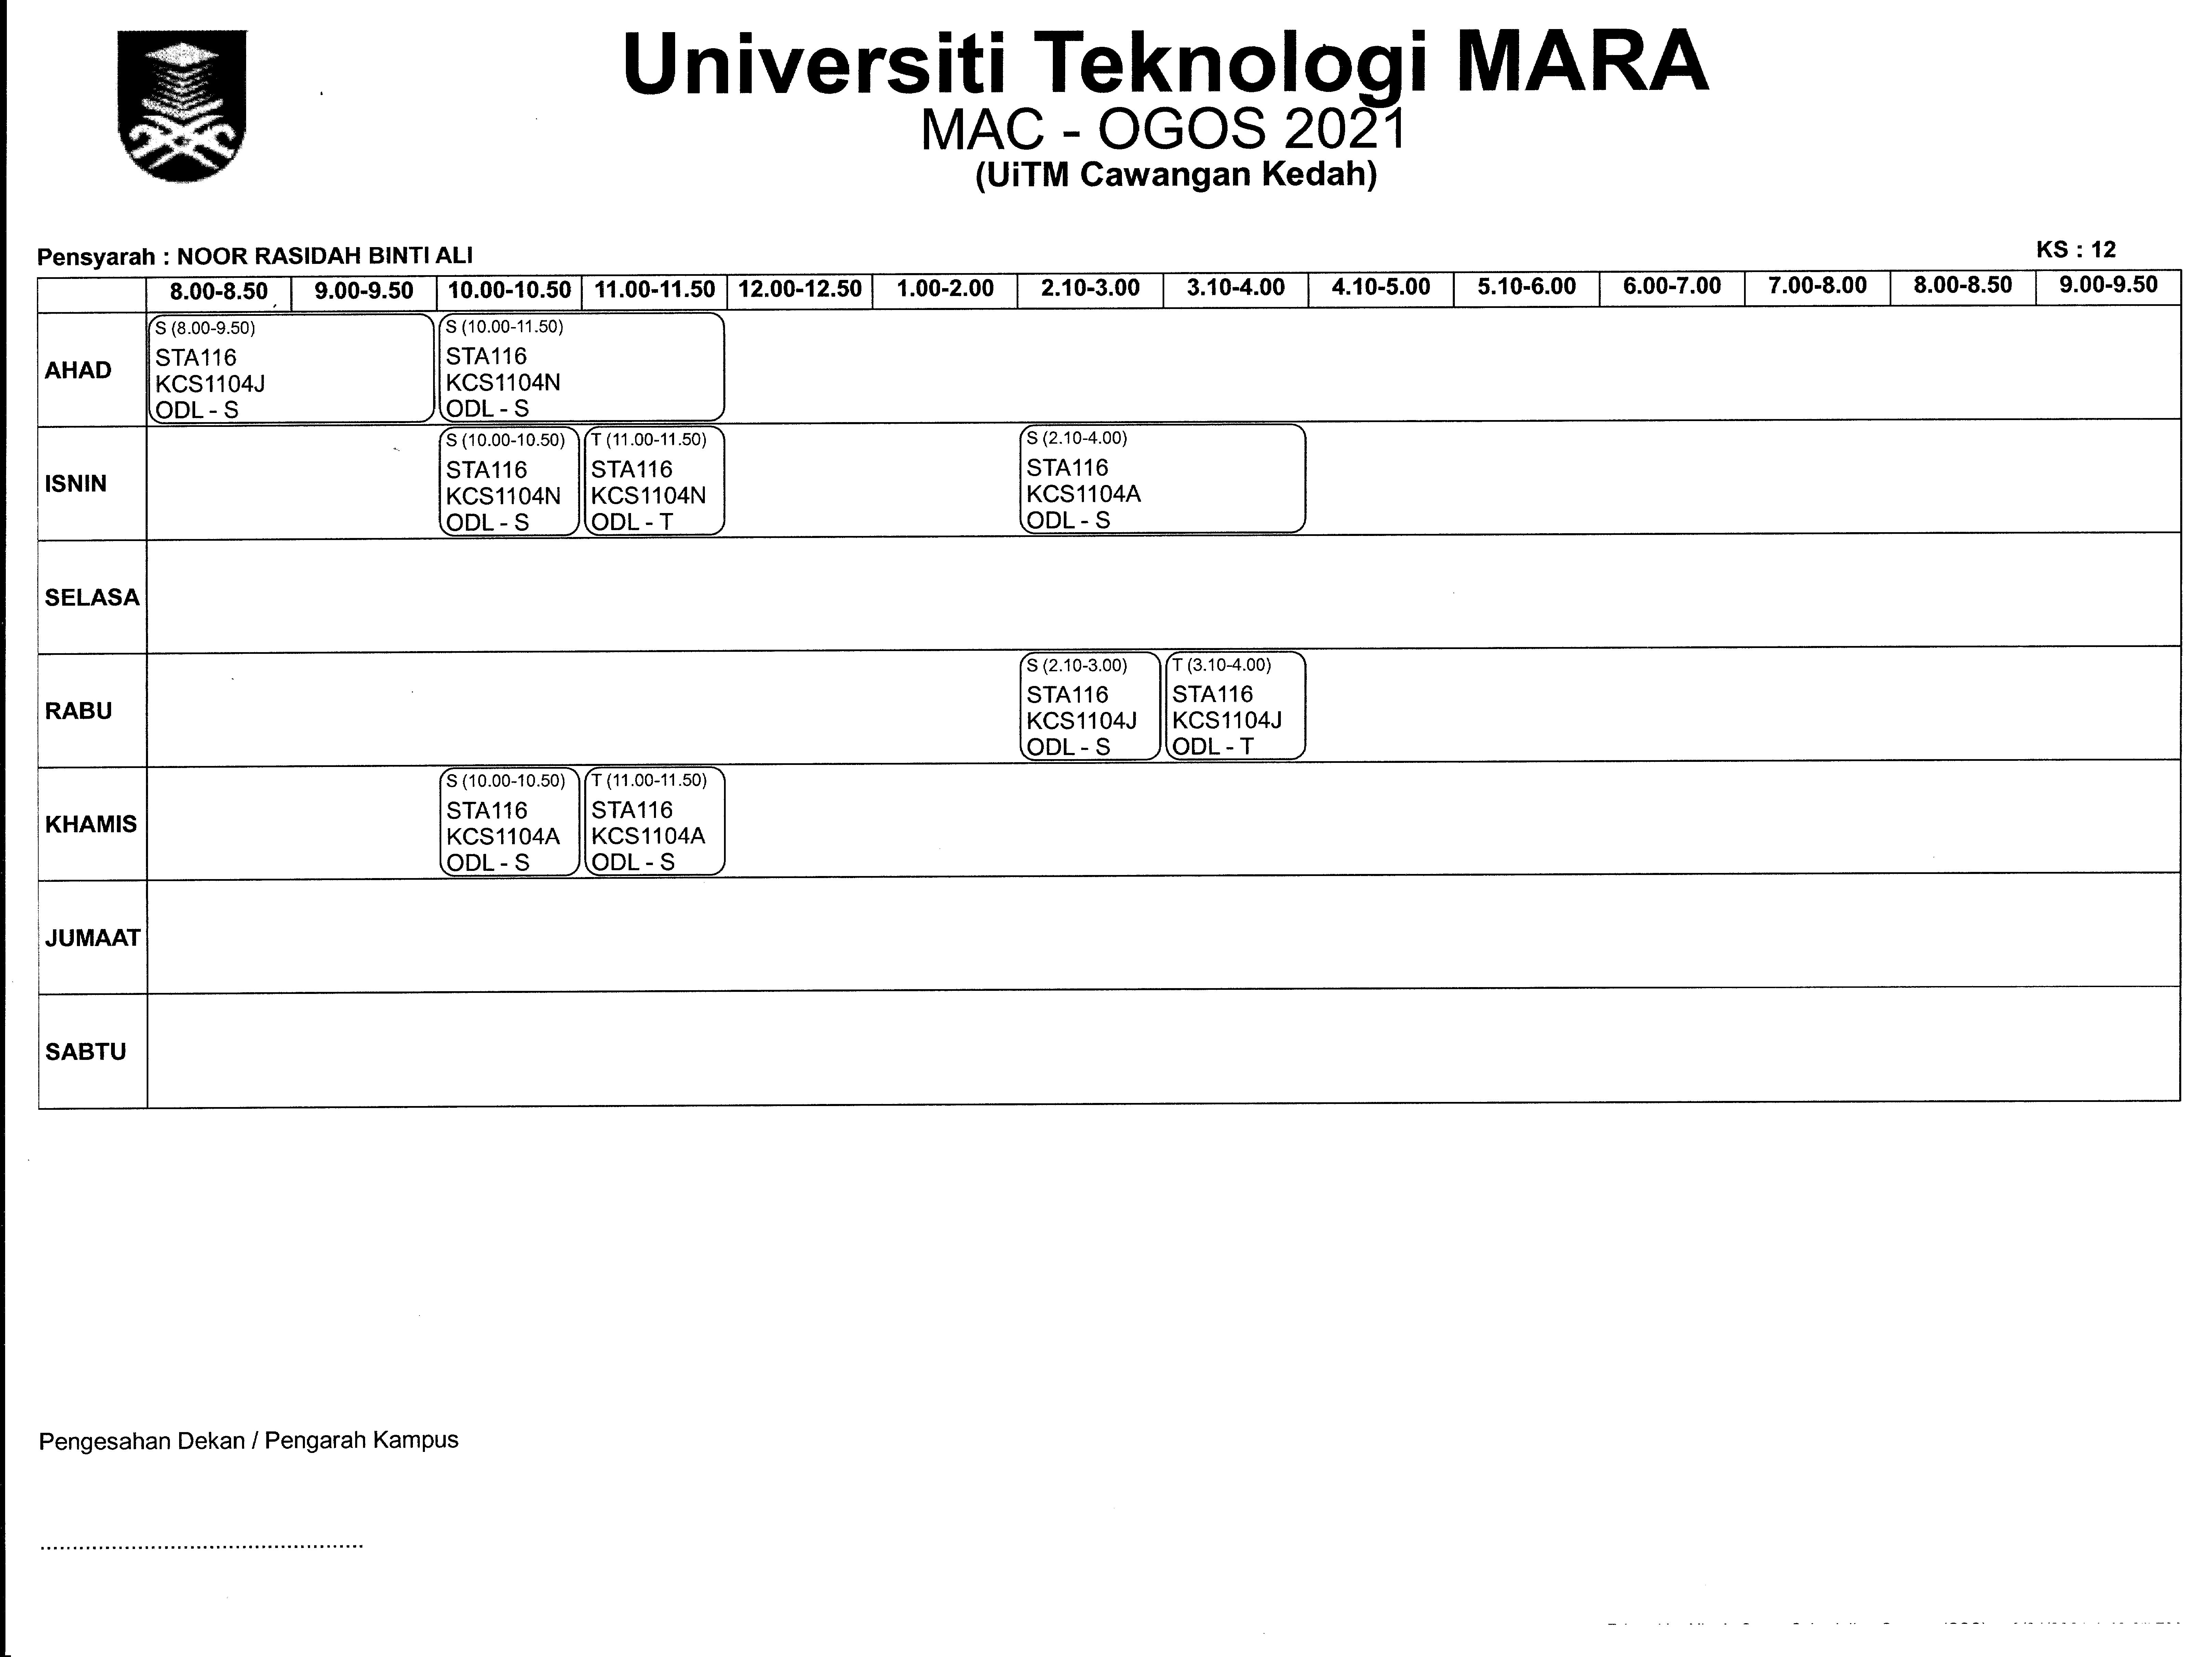 Universiti Teknologi MARA
MAC - OGOS 2021
(UiTM Cawangan Kedah)
Pensyarah : NOOR RASIDAH BINTI ALI
KS : 12
8.00-8.50 9.00-9.50 10.00-10.50 11.00-11.50 12.00-12.50 1.00-2.00 2.10-3.00 3.10-4.00 4.10-5.00 5.10-6.00 6.00-7.00 7.00-8.00 8.00-8.50 9.00-9.50
AHAD
S (8.00-9.50)
STA116
KCS1104J
ODL - S
S (10.00-11.50)
STA116
KCS1104N
ODL - S
ISNIN
S (10.00-10.50)
STA116
KCS1104N
ODL - S
T (11.00-11.50)
STA116
KCS1104N
ODL - T
S (2.10-4.00)
STA116
KCS1104A
ODL - S
SELASA
RABU
S (2.10-3.00)
STA116
KCS1104J
ODL - S
T (3.10-4.00)
STA116
KCS1104J
ODL - T
KHAMIS
S (10.00-10.50)
STA116
KCS1104A
ODL - S
T (11.00-11.50)
STA116
KCS1104A
ODL - S
JUMAAT
SABTU
Pengesahan Dekan / Pengarah Kampus
..................................................